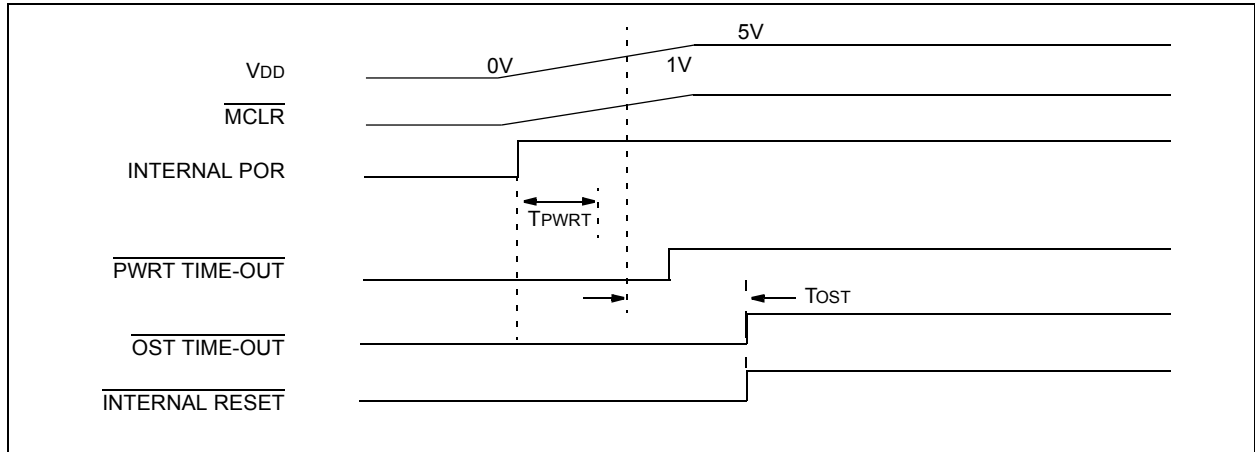 5V
VDD
0V
1V
MCLR
INTERNAL POR
TPWRT
PWRT TIME-OUT
TOST
OST TIME-OUT
INTERNAL RESET